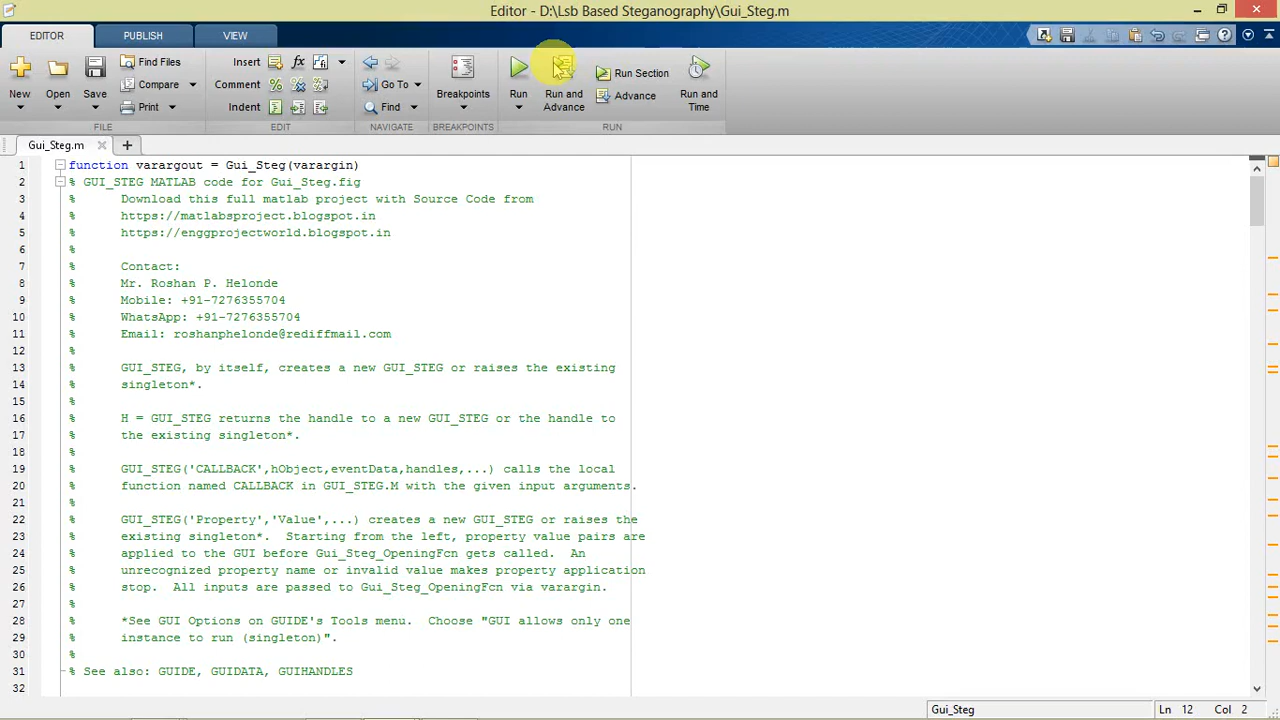 Editor - D:\Lsb Based Steganography\Gui_Steg.m
EDITOR PUBLISH VIEW
New Open Save Find Files Compare Print FILE
Insert fx Comment Indent EDIT
Go To Find NAVIGATE
Breakpoints BREAKPOINTS
Run Run and Advance Run Section Advance Run and Time RUN
Gui_Steg.m
1 function varargout = Gui_Steg(varargin)
2 % GUI_STEG MATLAB code for Gui_Steg.fig
3 % Download this full matlab project with Source Code from
4 % https://matlabsproject.blogspot.in
5 % https://enggprojectworld.blogspot.in
6 %
7 % Contact:
8 % Mr. Roshan P. Helonde
9 % Mobile: +91-7276355704
10 % WhatsApp: +91-7276355704
11 % Email: roshanphelonde@rediffmail.com
12 %
13 % GUI_STEG, by itself, creates a new GUI_STEG or raises the existing
14 % singleton*.
15 %
16 % H = GUI_STEG returns the handle to a new GUI_STEG or the handle to
17 % the existing singleton*.
18 %
19 % GUI_STEG('CALLBACK',hObject,eventData,handles,...) calls the local
20 % function named CALLBACK in GUI_STEG.M with the given input arguments.
21 %
22 % GUI_STEG('Property','Value',...) creates a new GUI_STEG or raises the
23 % existing singleton*.  Starting from the left, property value pairs are
24 % applied to the GUI before Gui_Steg_OpeningFcn gets called.  An
25 % unrecognized property name or invalid value makes property application
26 % stop.  All inputs are passed to Gui_Steg_OpeningFcn via varargin.
27 %
28 % *See GUI Options on GUIDE's Tools menu.  Choose "GUI allows only one
29 % instance to run (singleton)".
30 %
31 % See also: GUIDE, GUIDATA, GUIHANDLES
32
Gui_Steg Ln 12 Col 2